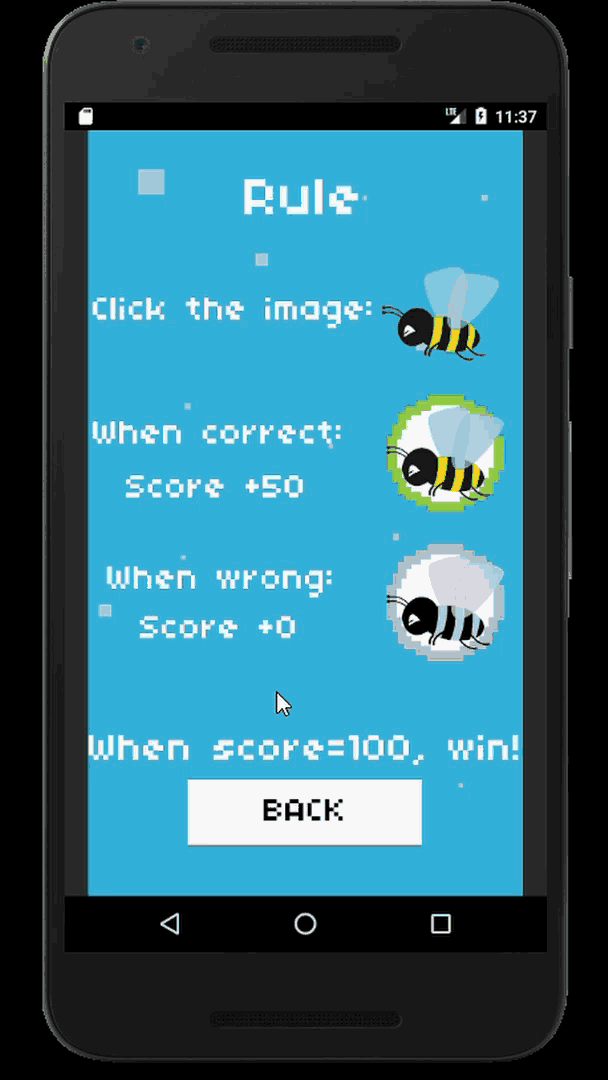 LTE 11:37
Rule
Click the image:
When correct:
Score +50
When wrong:
Score +0
When score=100, win!
BACK